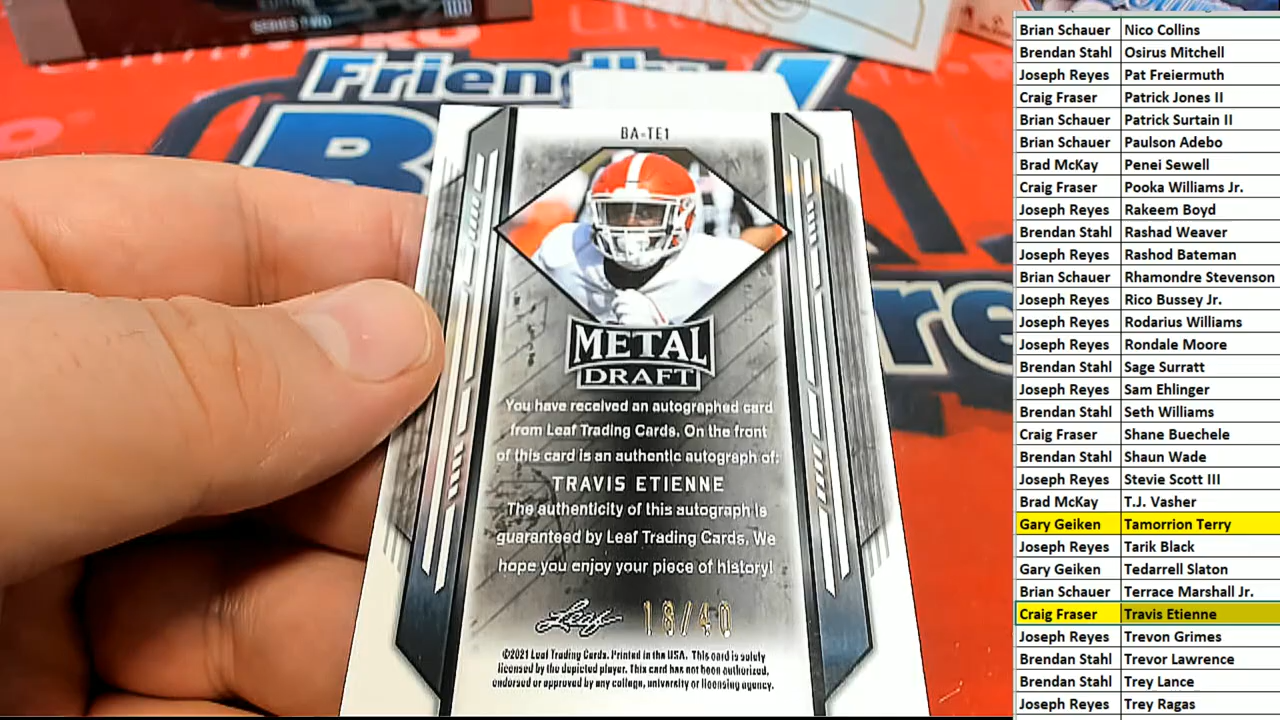 SERIES TWO
Friendly
BA-TE1
METAL
DRAFT
You have received an autographed card
from Leaf Trading Cards. On the front
of this card is an authentic autograph of:
TRAVIS ETIENNE
The authenticity of this autograph is
guaranteed by Leaf Trading Cards. We
hope you enjoy your piece of history!
Leaf 18/40
©2021 Leaf Trading Cards. Printed in the USA. This card is solely
licensed by the depicted player. This card has not been authorized,
endorsed or approved by any college, university or licensing agency.
Brian Schauer Nico Collins
Brendan Stahl Osirus Mitchell
Joseph Reyes Pat Freiermuth
Craig Fraser Patrick Jones II
Brian Schauer Patrick Surtain II
Brian Schauer Paulson Adebo
Brad McKay Penei Sewell
Craig Fraser Pooka Williams Jr.
Joseph Reyes Rakeem Boyd
Brendan Stahl Rashad Weaver
Joseph Reyes Rashod Bateman
Brian Schauer Rhamondre Stevenson
Joseph Reyes Rico Bussey Jr.
Joseph Reyes Rodarius Williams
Joseph Reyes Rondale Moore
Brendan Stahl Sage Surratt
Joseph Reyes Sam Ehlinger
Brendan Stahl Seth Williams
Craig Fraser Shane Buechele
Brendan Stahl Shaun Wade
Joseph Reyes Stevie Scott III
Brad McKay T.J. Vasher
Gary Geiken Tamorrion Terry
Joseph Reyes Tarik Black
Gary Geiken Tedarrell Slaton
Brian Schauer Terrace Marshall Jr.
Craig Fraser Travis Etienne
Joseph Reyes Trevon Grimes
Brendan Stahl Trevor Lawrence
Brendan Stahl Trey Lance
Joseph Reyes Trey Ragas